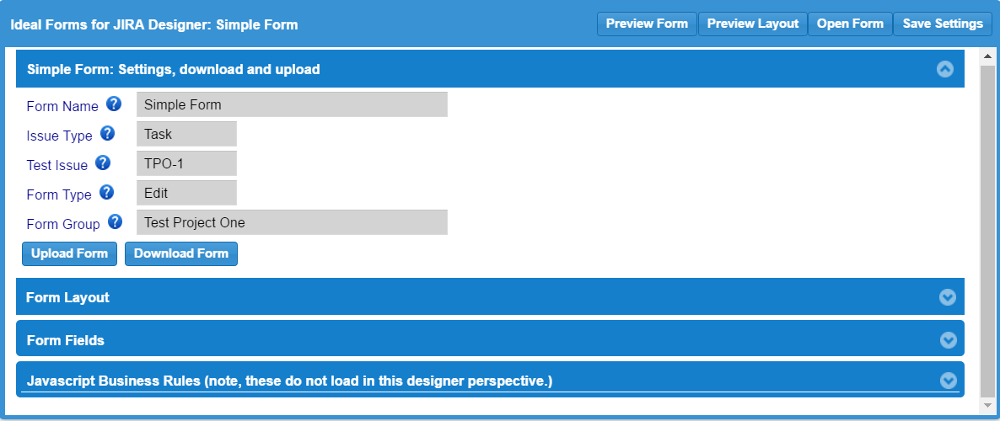 Ideal Forms for JIRA Designer: Simple Form Preview Form Preview Layout Open Form Save Settings
Simple Form: Settings, download and upload
Form Name ? Simple Form
Issue Type ? Task
Test Issue ? TPO-1
Form Type ? Edit
Form Group ? Test Project One
Upload Form Download Form
Form Layout
Form Fields
Javascript Business Rules (note, these do not load in this designer perspective.)